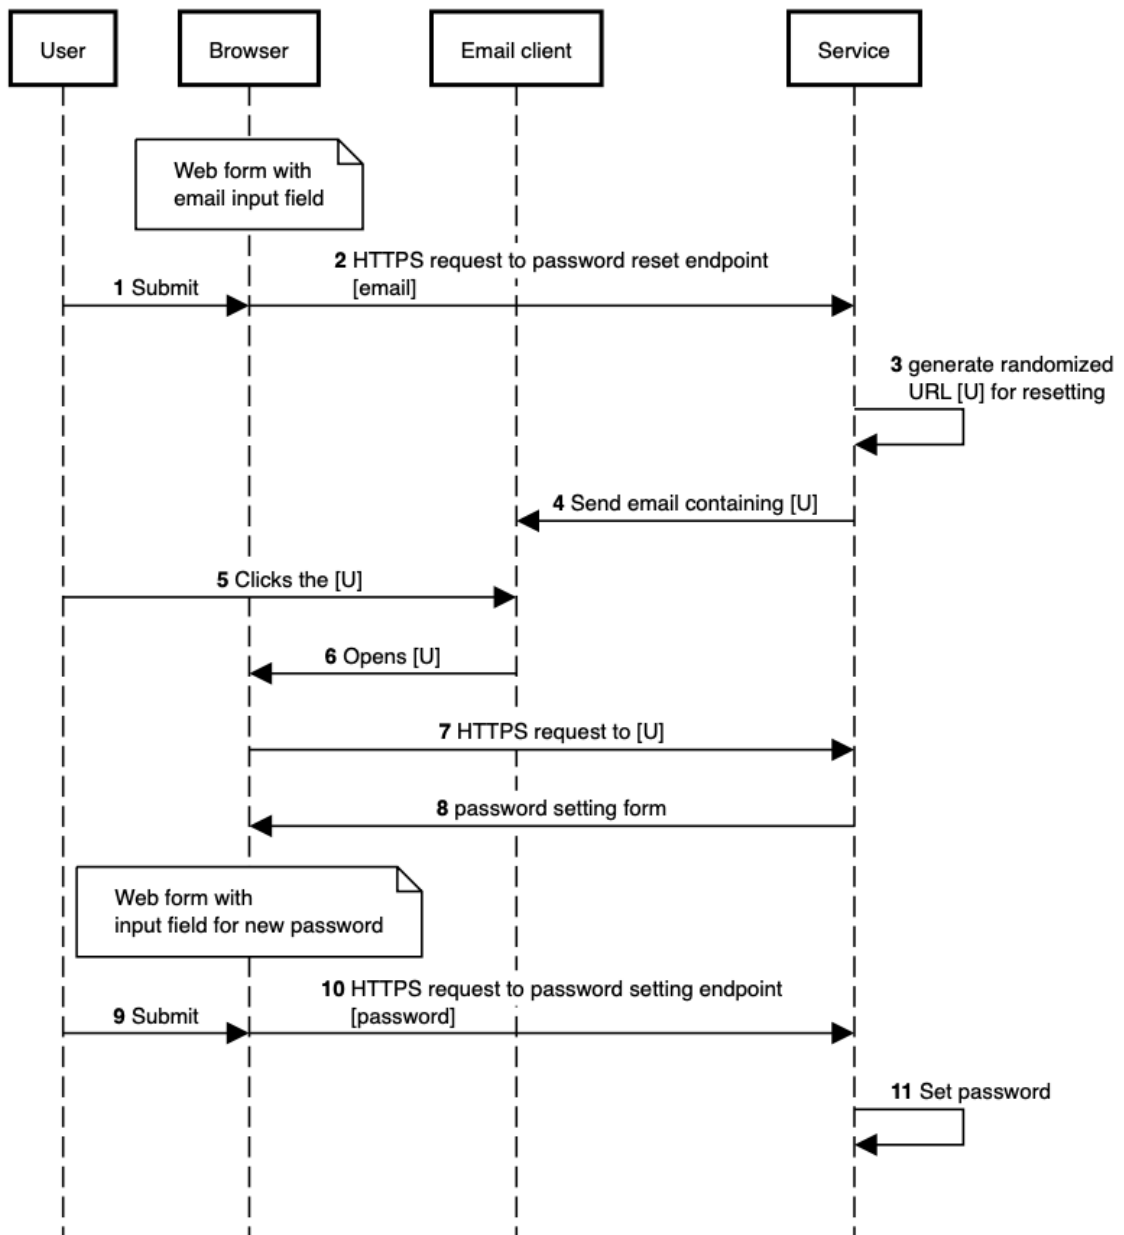 User
Browser
Email client
Service
Web form with
email input field
2 HTTPS request to password reset endpoint
[email]
1 Submit
3 generate randomized
URL [U] for resetting
4 Send email containing [U]
5 Clicks the [U]
6 Opens [U]
7 HTTPS request to [U]
8 password setting form
Web form with
input field for new password
10 HTTPS request to password setting endpoint
[password]
9 Submit
11 Set password